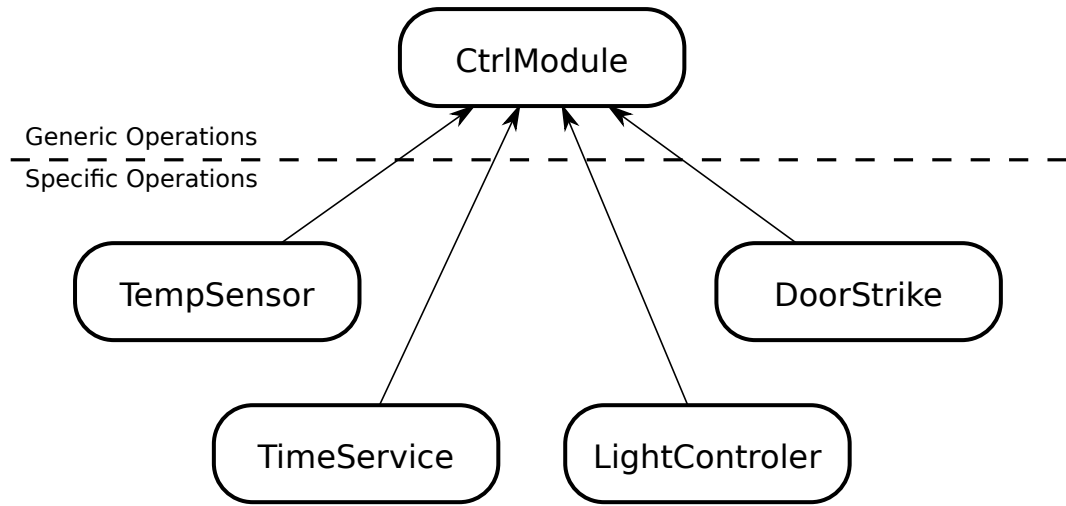 CtrlModule
Generic Operations
Specific Operations
TempSensor
DoorStrike
TimeService
LightControler